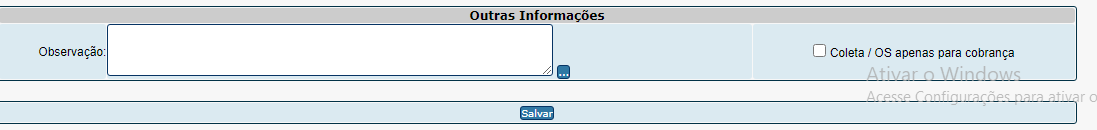 Outras Informações
Observação:
...
Coleta / OS apenas para cobrança
Ativar o Windows
Acesse Configurações para ativar o
Salvar